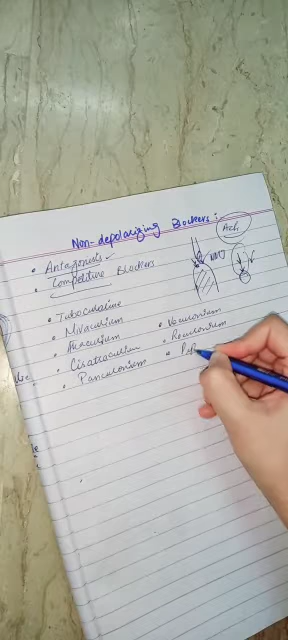 Non-depolarizing Blockers:
Ach
• Antagonists ✓
• Competitive Blockers
• Tubocurarine
• Mivacurium
• Atracurium
• Cisatracurium
• Pancuronium
• Vecuronium
• Rocuronium